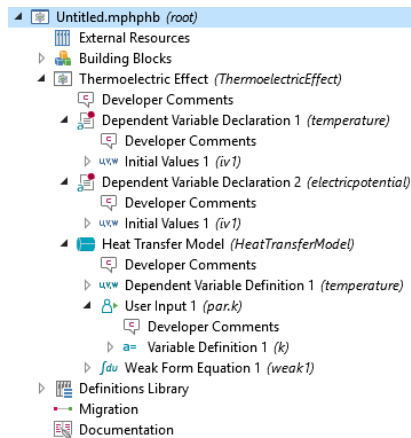 Untitled.mphphb (root)
External Resources
Building Blocks
Thermoelectric Effect (ThermoelectricEffect)
Developer Comments
Dependent Variable Declaration 1 (temperature)
Developer Comments
u,v,w Initial Values 1 (iv1)
Dependent Variable Declaration 2 (electricpotential)
Developer Comments
u,v,w Initial Values 1 (iv1)
Heat Transfer Model (HeatTransferModel)
Developer Comments
u,v,w Dependent Variable Definition 1 (temperature)
User Input 1 (par.k)
Developer Comments
a= Variable Definition 1 (k)
∫du Weak Form Equation 1 (weak1)
Definitions Library
Migration
Documentation